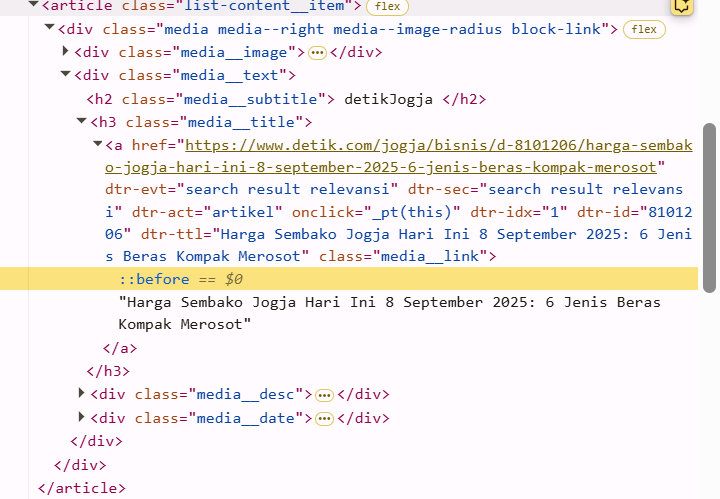 <article class="list-content__item"> flex
<div class="media media--right media--image-radius block-link"> flex
<div class="media__image"> ••• </div>
<div class="media__text">
<h2 class="media__subtitle"> detikJogja </h2>
<h3 class="media__title">
<a href="https://www.detik.com/jogja/bisnis/d-8101206/harga-sembak
o-jogja-hari-ini-8-september-2025-6-jenis-beras-kompak-merosot"
dtr-evt="search result relevansi" dtr-sec="search result relevans
i" dtr-act="artikel" onclick="_pt(this)" dtr-idx="1" dtr-id="81012
06" dtr-ttl="Harga Sembako Jogja Hari Ini 8 September 2025: 6 Jeni
s Beras Kompak Merosot" class="media__link">
::before == $0
"Harga Sembako Jogja Hari Ini 8 September 2025: 6 Jenis Beras
Kompak Merosot"
</a>
</h3>
<div class="media__desc"> ••• </div>
<div class="media__date"> ••• </div>
</div>
</div>
</article>